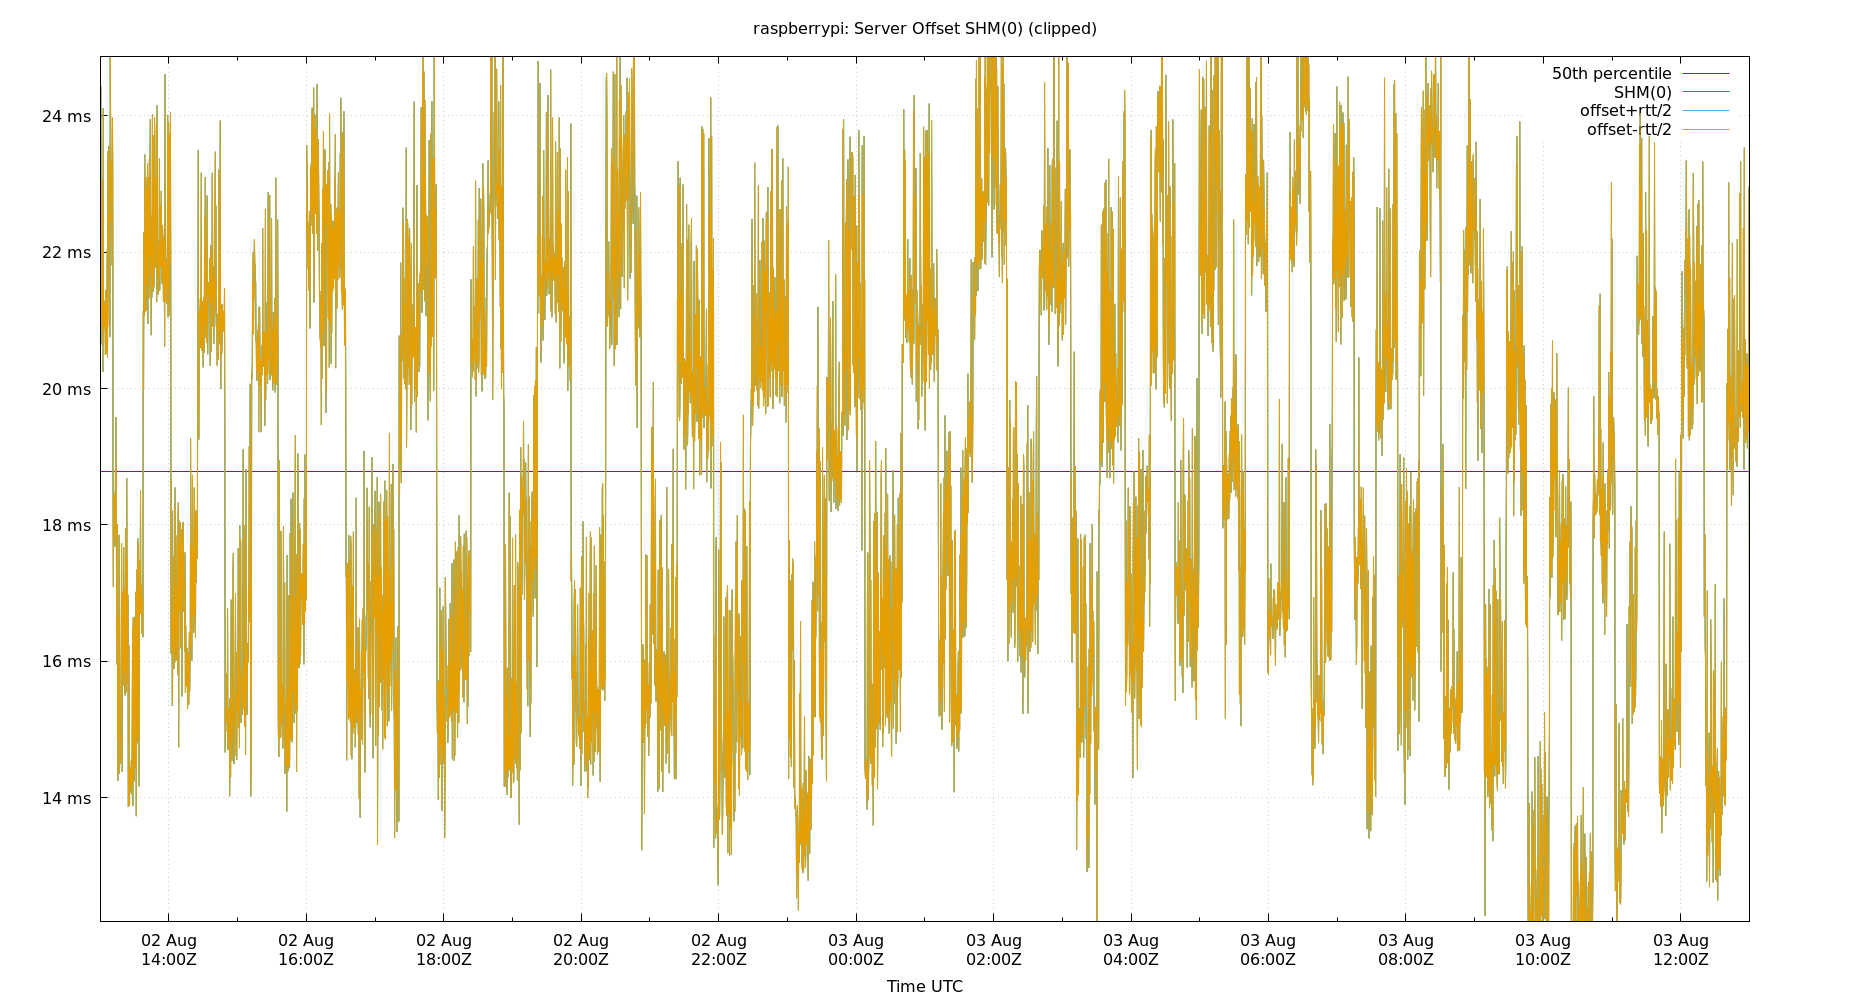 raspberrypi: Server Offset SHM(0) (clipped)
50th percentile
SHM(0)
offset+rtt/2
offset-rtt/2
24 ms
22 ms
20 ms
18 ms
16 ms
14 ms
02 Aug 02 Aug 02 Aug 02 Aug 02 Aug 03 Aug 03 Aug 03 Aug 03 Aug 03 Aug 03 Aug 03 Aug
14:00Z 16:00Z 18:00Z 20:00Z 22:00Z 00:00Z 02:00Z 04:00Z 06:00Z 08:00Z 10:00Z 12:00Z
Time UTC